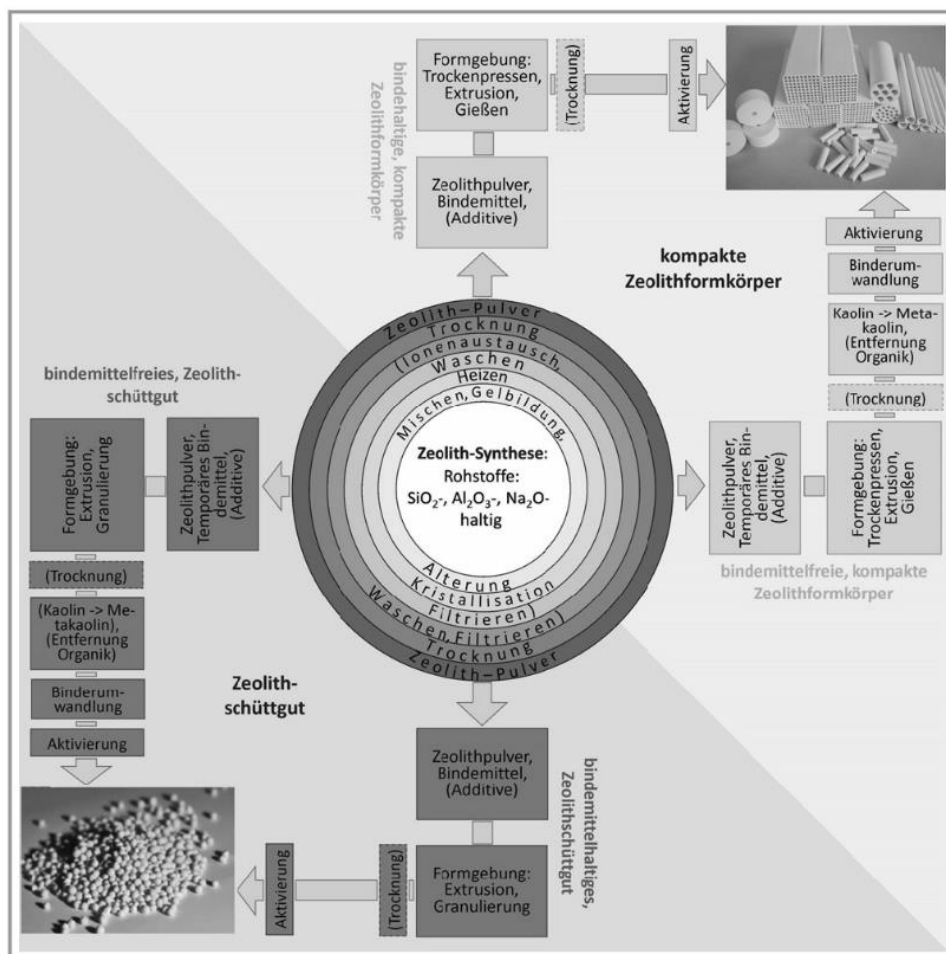 bindehaltige, kompakte
Zeolithformkörper
Formgebung:
Trockenpressen,
Extrusion,
Gießen
(Trocknung)
Aktivierung
Zeolithpulver,
Bindemittel,
(Additive)
kompakte
Zeolithformkörper
Aktivierung
Binderum-
wandlung
Kaolin -> Meta-
kaolin,
(Entfernung
Organik)
(Trocknung)
Formgebung:
Trockenpressen,
Extrusion,
Gießen
Zeolithpulver,
Temporäres Bin-
demittel,
(Additive)
bindemittelfreie, kompakte
Zeolithformkörper
Zeolith–Pulver
Trocknung
(Ionenaustausch,
Waschen
Heizen
Mischen, Gelbildung,
Zeolith-Synthese:
Rohstoffe:
SiO2-, Al2O3-, Na2O-
haltig
Alterung
Kristallisation
Filtrieren)
Waschen, Filtrieren)
Trocknung
Zeolith–Pulver
bindemittelfreies, Zeolith-
schüttgut
Formgebung:
Extrusion,
Granulierung
Zeolithpulver,
Temporäres Bin-
demittel,
(Additive)
(Trocknung)
(Kaolin -> Me-
takaolin),
(Entfernung
Organik)
Binderum-
wandlung
Aktivierung
Zeolith-
schüttgut
Zeolithpulver,
Bindemittel,
(Additive)
bindemittelhaltiges,
Zeolithschüttgut
Formgebung:
Extrusion,
Granulierung
(Trocknung)
Aktivierung